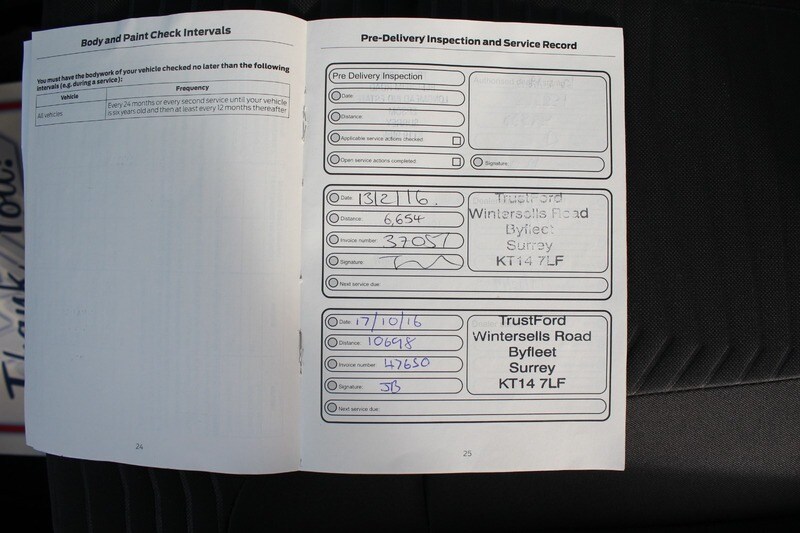 Body and Paint Check Intervals
You must have the bodywork of your vehicle checked no later than the following
intervals (e.g. during a service):
Vehicle Frequency
All vehicles Every 24 months or every second service until your vehicle
is six years old and then at least every 12 months thereafter
24
Pre-Delivery Inspection and Service Record
Pre Delivery Inspection
Date:
Distance:
Applicable service actions checked:
Open service actions completed:
Signature:
Date: 13/2/16.
Distance: 6,654
Invoice number: 37051
Signature:
Next service due:
TrustFord
Wintersells Road
Byfleet
Surrey
KT14 7LF
Date: 17/10/16
Distance: 10698
Invoice number: 47650
Signature: JB
Next service due:
TrustFord
Wintersells Road
Byfleet
Surrey
KT14 7LF
25
Thank You!